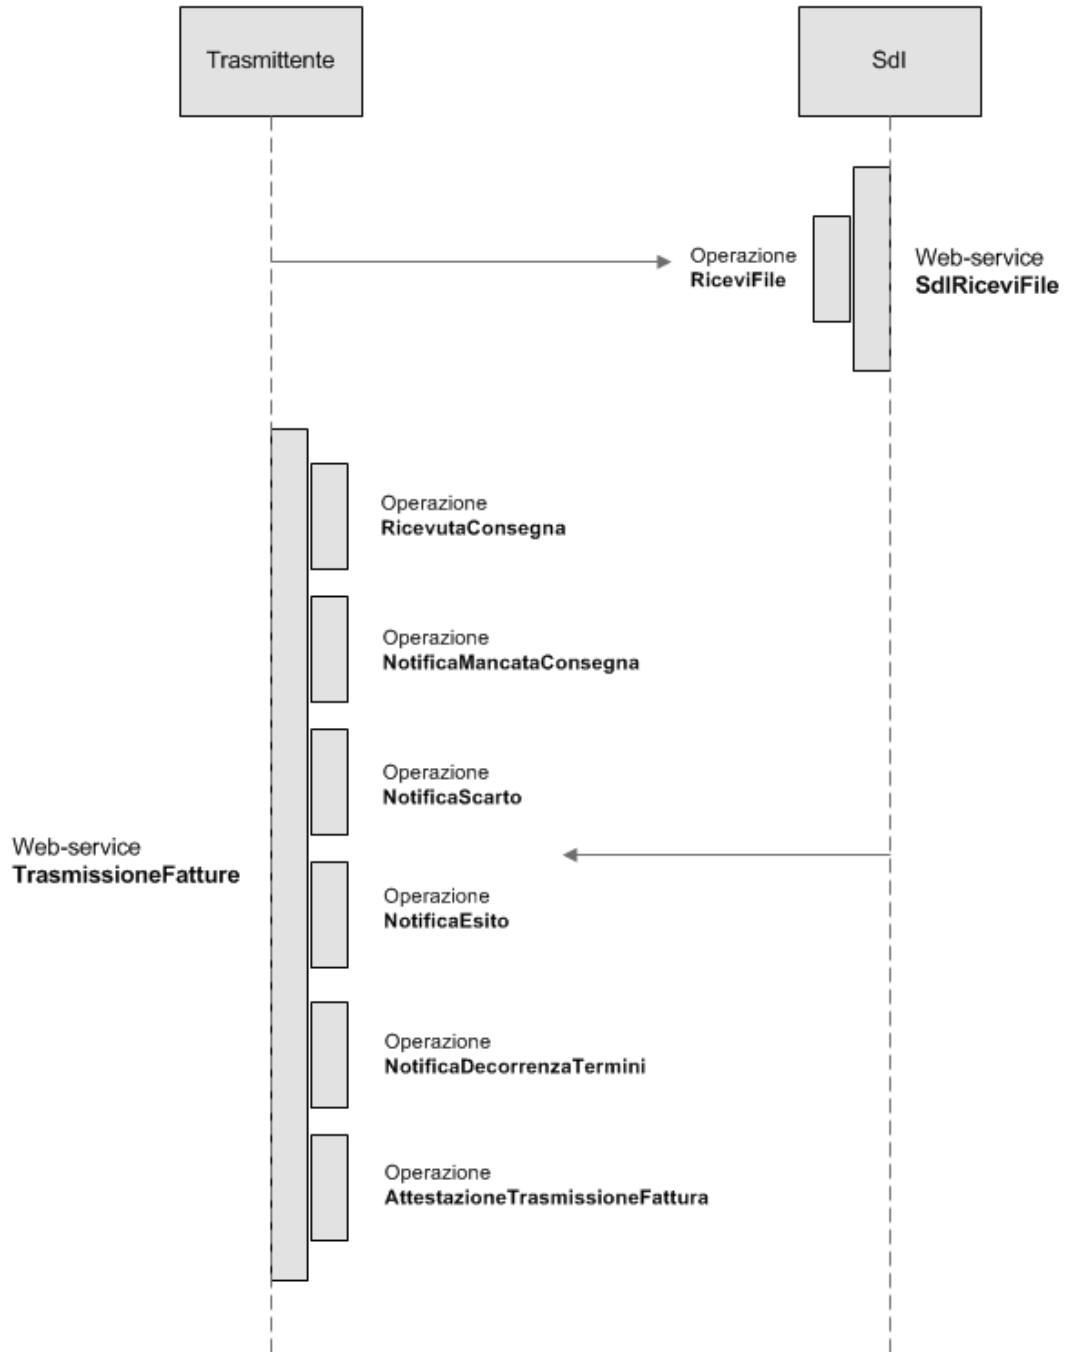 Trasmittente
SdI
Operazione
RiceviFile
Web-service
SdIRiceviFile
Operazione
RicevutaConsegna
Operazione
NotificaMancataConsegna
Operazione
NotificaScarto
Web-service
TrasmissioneFatture
Operazione
NotificaEsito
Operazione
NotificaDecorrenzaTermini
Operazione
AttestazioneTrasmissioneFattura